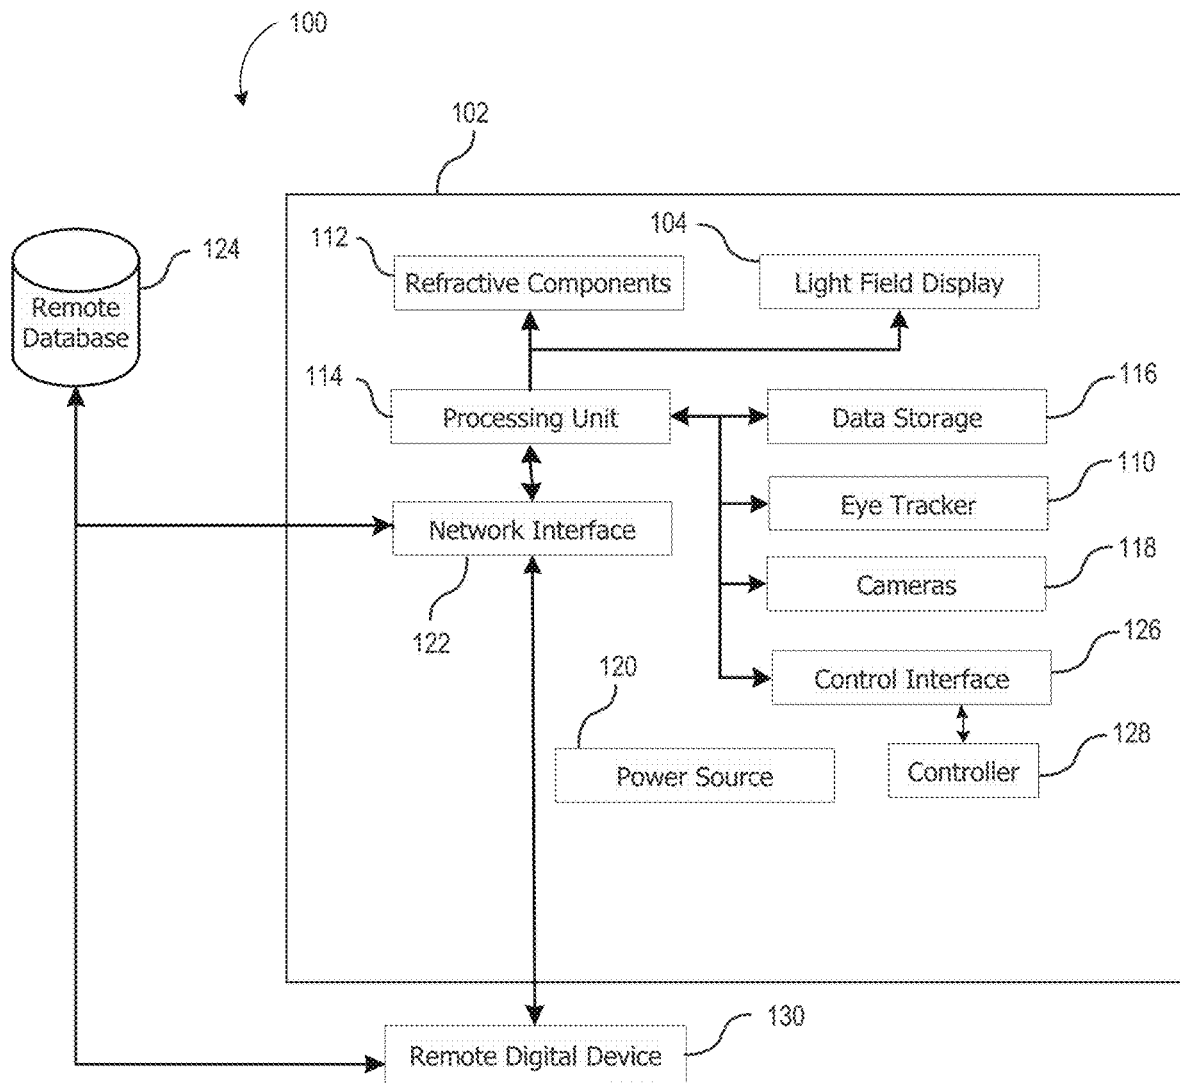 100
102
124
Remote
Database
112
Refractive Components
104
Light Field Display
114
Processing Unit
116
Data Storage
110
Eye Tracker
Network Interface
122
118
Cameras
126
Control Interface
120
Power Source
128
Controller
130
Remote Digital Device